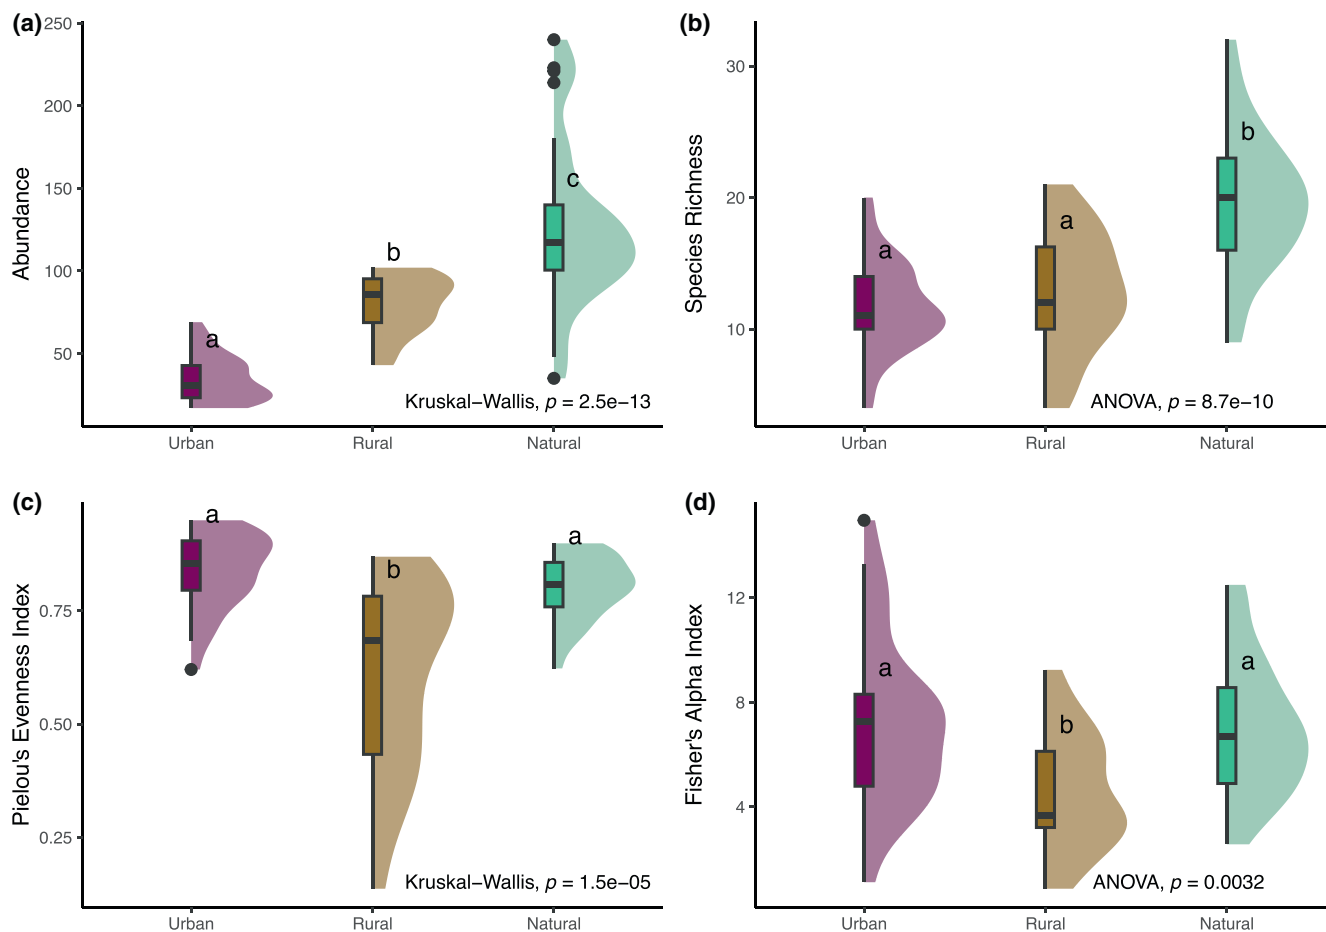 (a)
Abundance
250
200
150
100
50
a
b
c
Kruskal−Wallis, p = 2.5e−13
Urban
Rural
Natural
(b)
Species Richness
30
20
10
a
a
b
ANOVA, p = 8.7e−10
Urban
Rural
Natural
(c)
Pielou's Evenness Index
0.75
0.50
0.25
a
b
a
Kruskal−Wallis, p = 1.5e−05
Urban
Rural
Natural
(d)
Fisher's Alpha Index
12
8
4
a
b
a
ANOVA, p = 0.0032
Urban
Rural
Natural